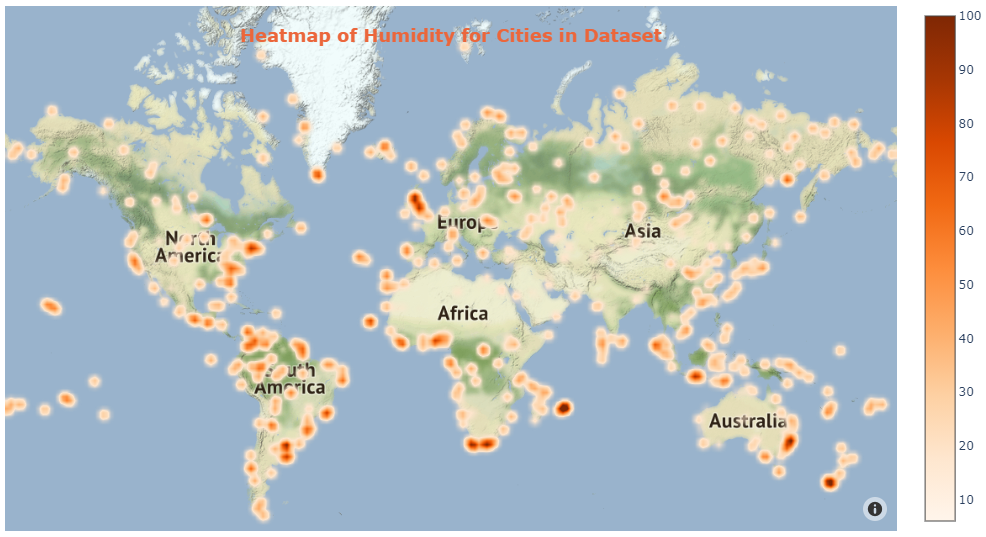 Heatmap of Humidity for Cities in Dataset
100
90
80
70
60
50
40
30
20
10
North
America
Europe
Asia
Africa
South
America
Australia
i